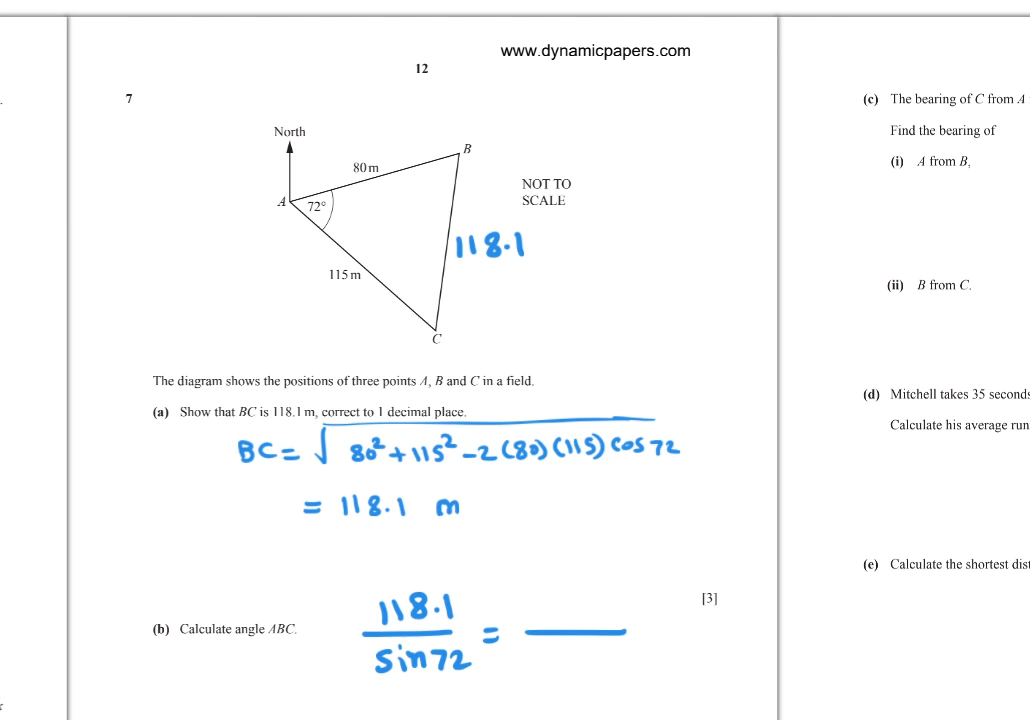 www.dynamicpapers.com
12
7
North
B
80 m
NOT TO
SCALE
A
72°
118.1
115 m
C
The diagram shows the positions of three points A, B and C in a field.
(a) Show that BC is 118.1 m, correct to 1 decimal place.
BC = √80² + 115² - 2 (80) (115) cos 72
= 118.1 m
[3]
(b) Calculate angle ABC.
118.1
sin 72
=
(c) The bearing of C from A
Find the bearing of
(i) A from B,
(ii) B from C.
(d) Mitchell takes 35 seconds
Calculate his average run
(e) Calculate the shortest dis